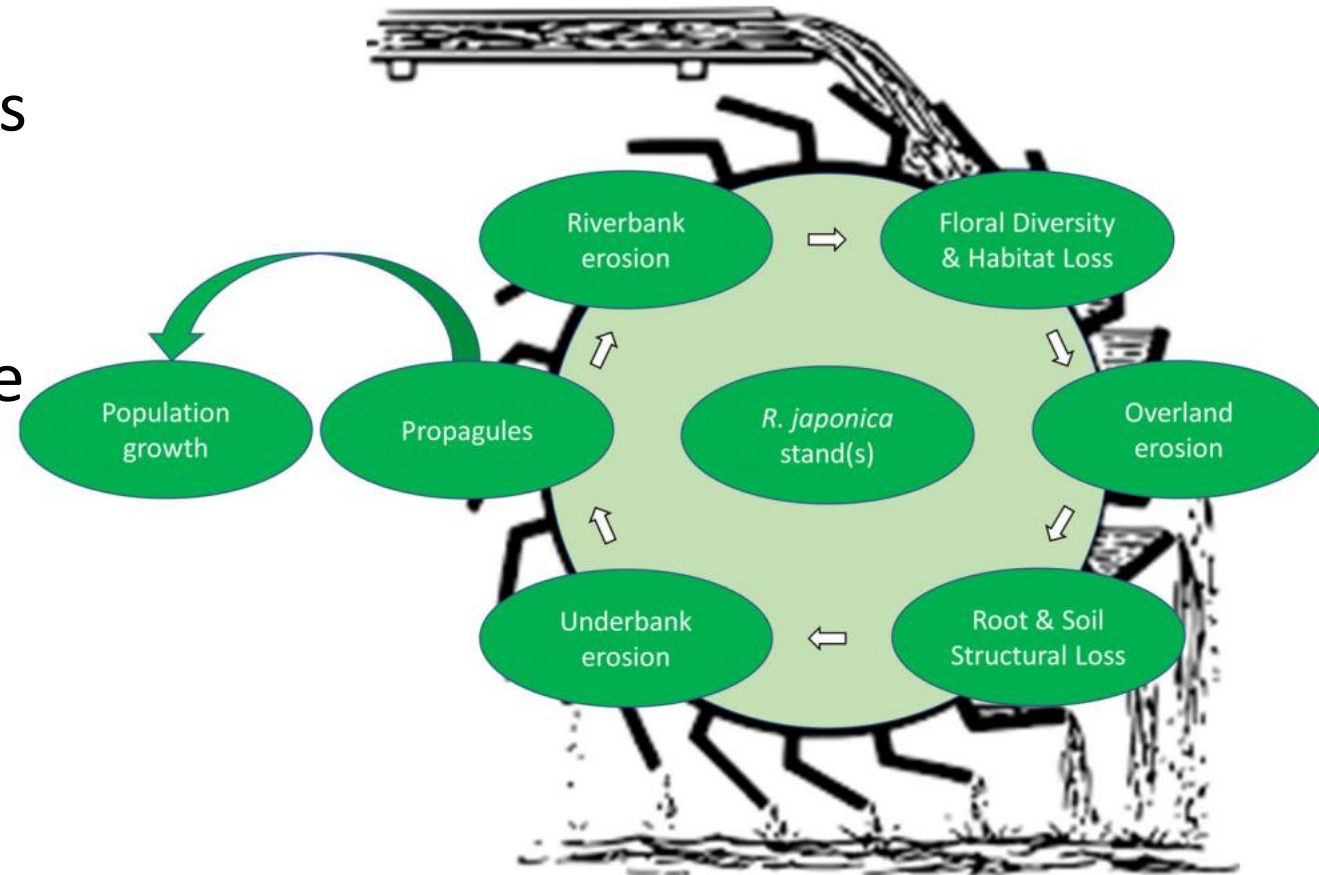 s
Riverbank
erosion
Floral Diversity
& Habitat Loss
e
Population
growth
Propagules
R. japonica
stand(s)
Overland
erosion
Underbank
erosion
Root & Soil
Structural Loss